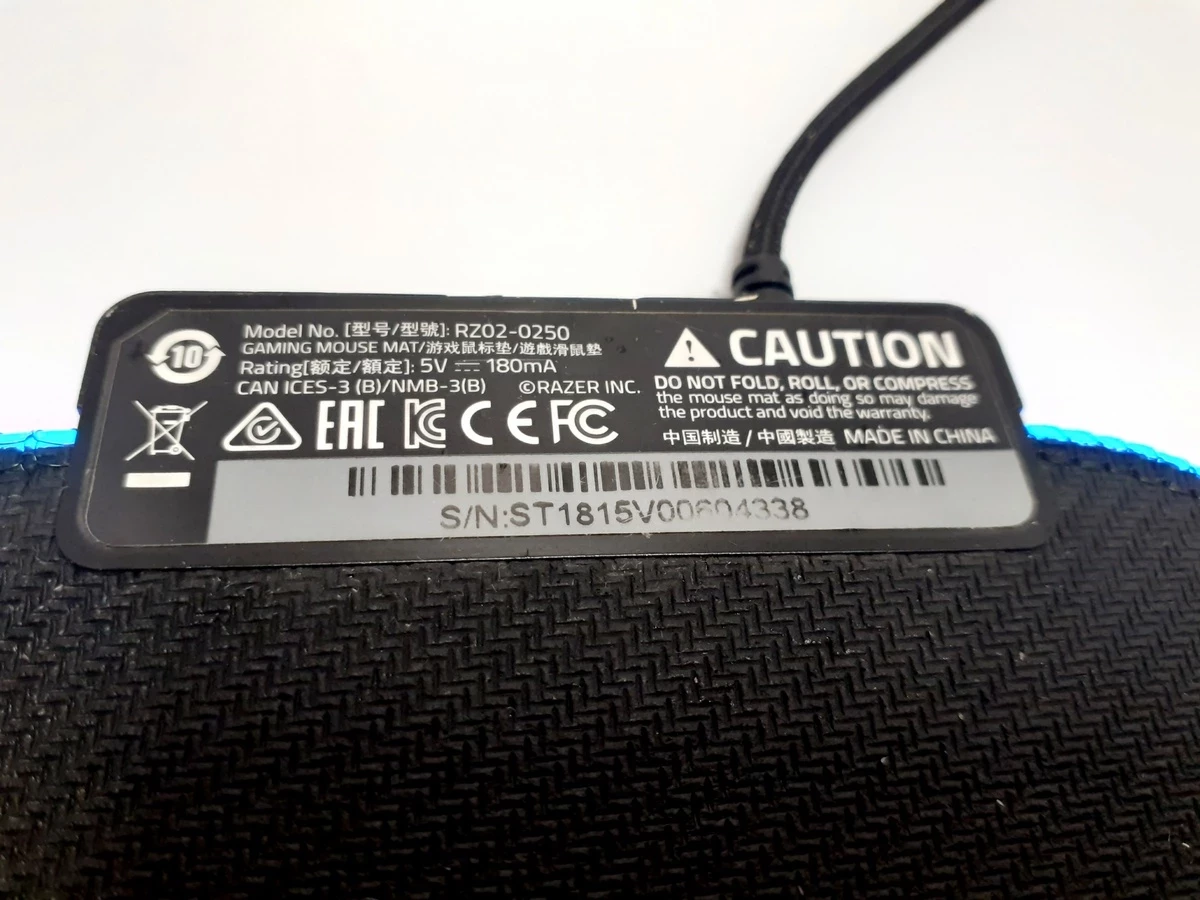 10
Model No. [型号/型號]: RZ02-0250
GAMING MOUSE MAT/游戏鼠标垫/遊戲滑鼠墊
Rating[额定/額定]: 5V ⎓ 180mA
CAN ICES-3 (B)/NMB-3(B) ©RAZER INC.
EAC KC CE FC
CAUTION
DO NOT FOLD, ROLL, OR COMPRESS
the mouse mat as doing so may damage
the product and void the warranty.
中国制造 / 中國製造 MADE IN CHINA
S/N:ST1815V00604338